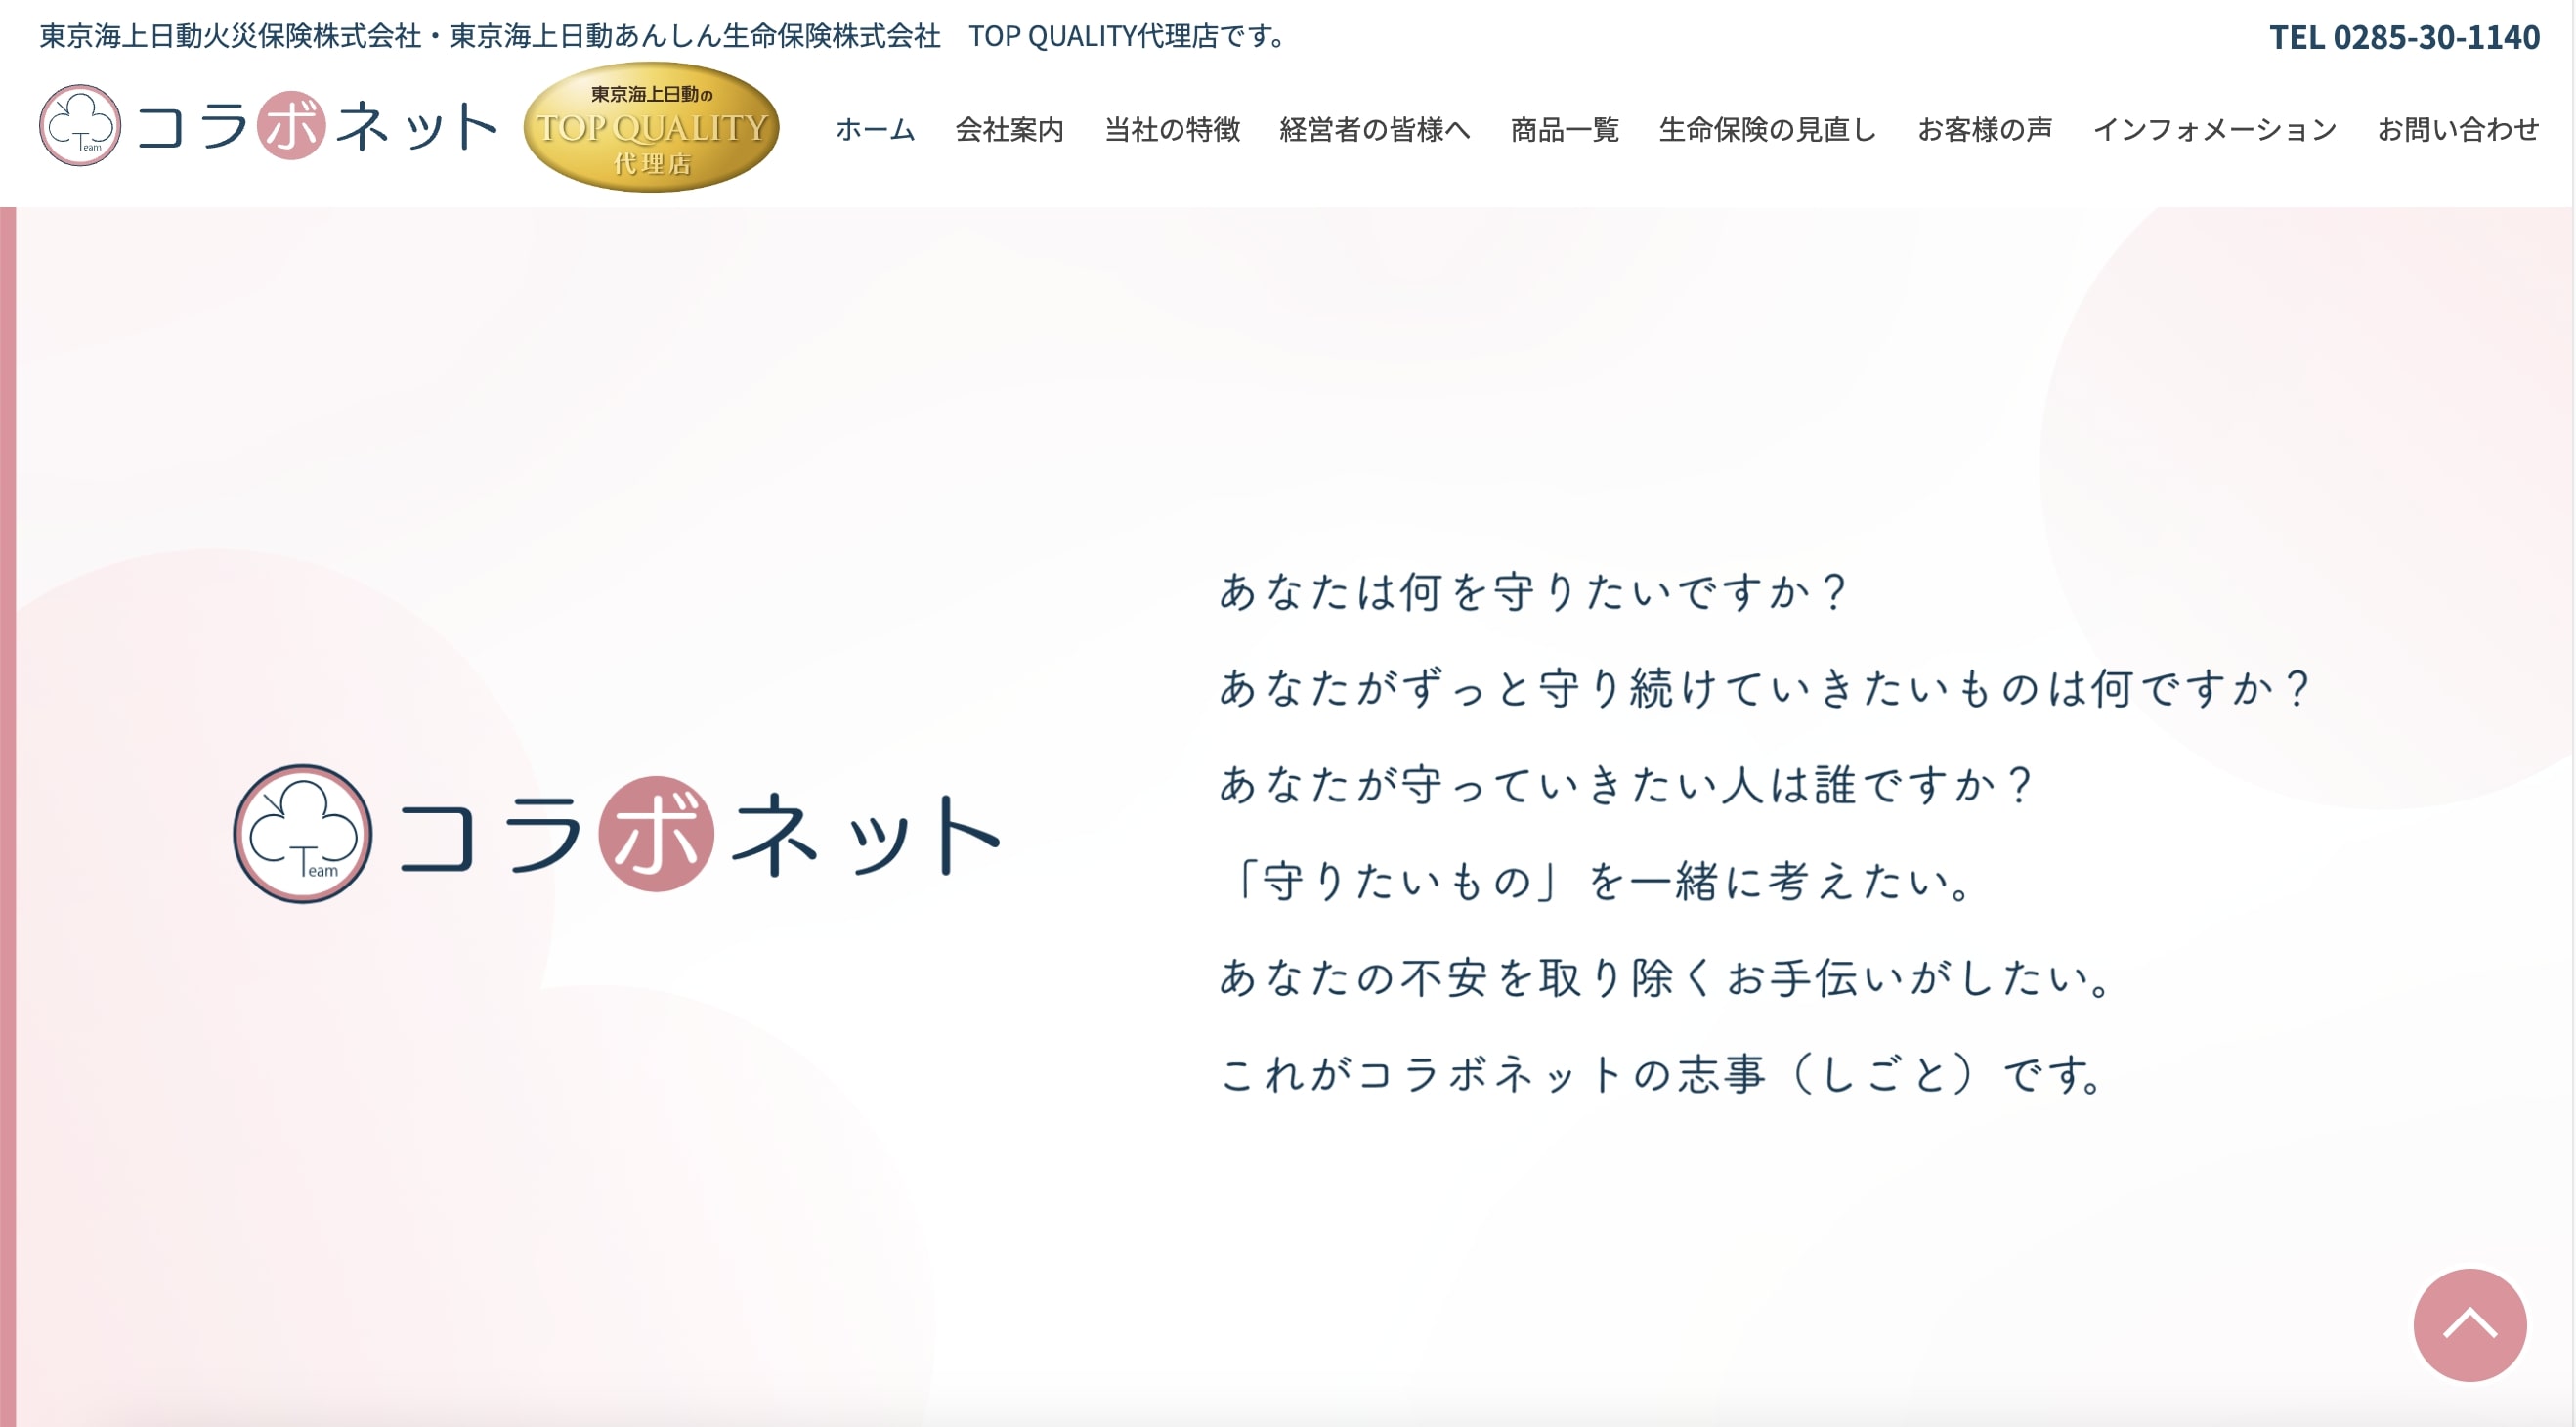 東京海上日動火災保険株式会社・東京海上日動あんしん生命保険株式会社　TOP QUALITY代理店です。
TEL 0285-30-1140
Team
コラボネット
東京海上日動の
TOP QUALITY
代理店
ホーム　会社案内　当社の特徴　経営者の皆様へ　商品一覧　生命保険の見直し　お客様の声　インフォメーション　お問い合わせ
Team
コラボネット
あなたは何を守りたいですか？
あなたがずっと守り続けていきたいものは何ですか？
あなたが守っていきたい人は誰ですか？
「守りたいもの」を一緒に考えたい。
あなたの不安を取り除くお手伝いがしたい。
これがコラボネットの志事（しごと）です。